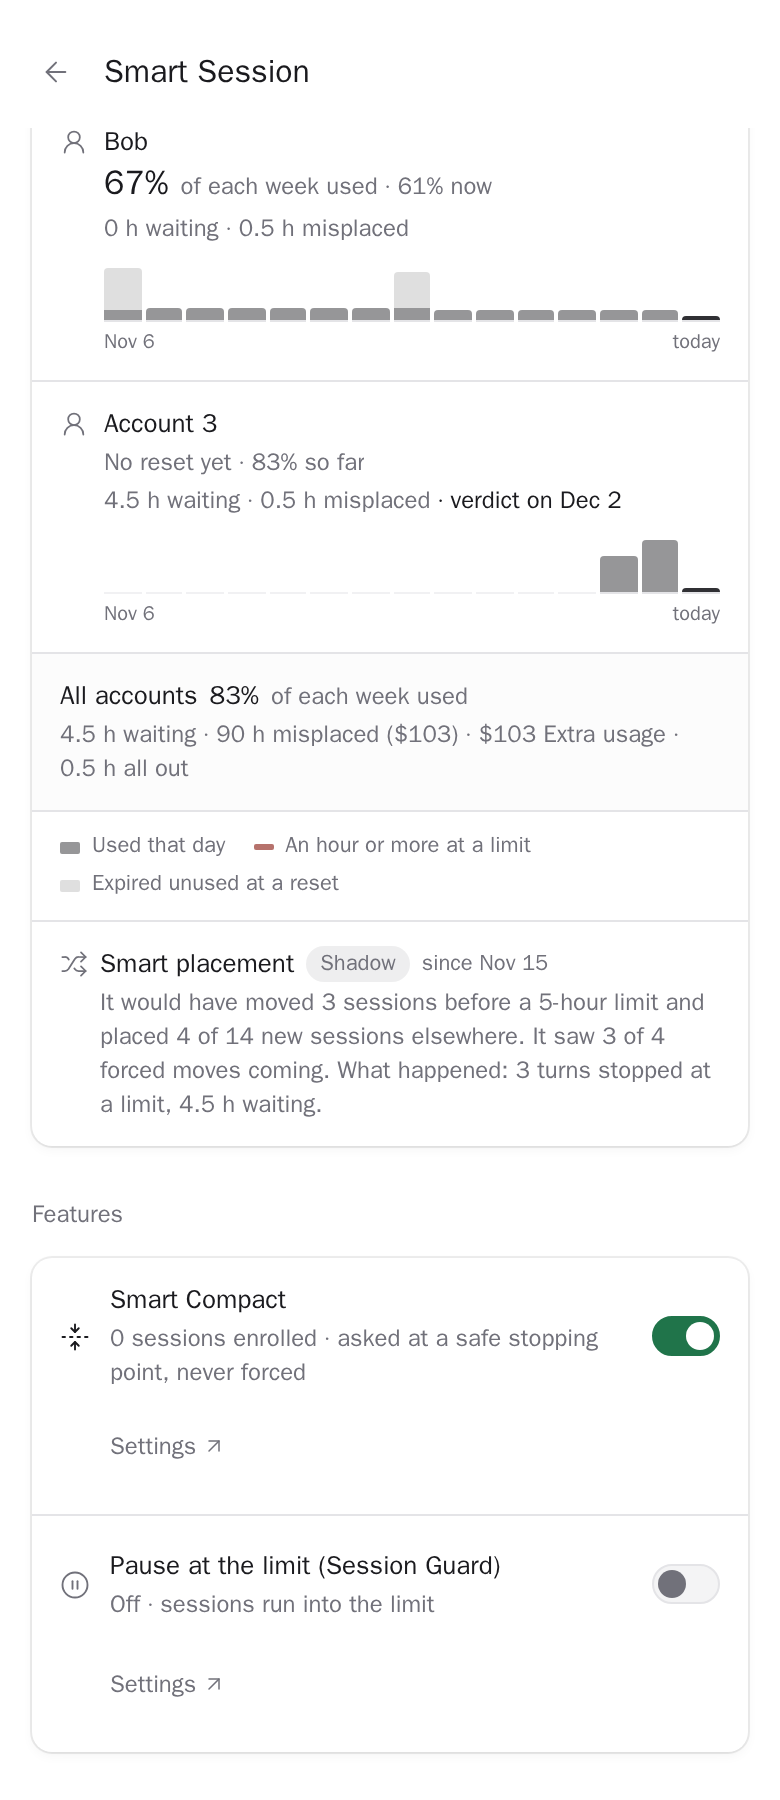 Smart Session
Bob
67% of each week used · 61% now
0 h waiting · 0.5 h misplaced
Nov 6 today
Account 3
No reset yet · 83% so far
4.5 h waiting · 0.5 h misplaced · verdict on Dec 2
Nov 6 today
All accounts 83% of each week used
4.5 h waiting · 90 h misplaced ($103) · $103 Extra usage ·
0.5 h all out
Used that day An hour or more at a limit
Expired unused at a reset
Smart placement Shadow since Nov 15
It would have moved 3 sessions before a 5-hour limit and
placed 4 of 14 new sessions elsewhere. It saw 3 of 4
forced moves coming. What happened: 3 turns stopped at
a limit, 4.5 h waiting.
Features
Smart Compact
0 sessions enrolled · asked at a safe stopping
point, never forced
Settings
Pause at the limit (Session Guard)
Off · sessions run into the limit
Settings